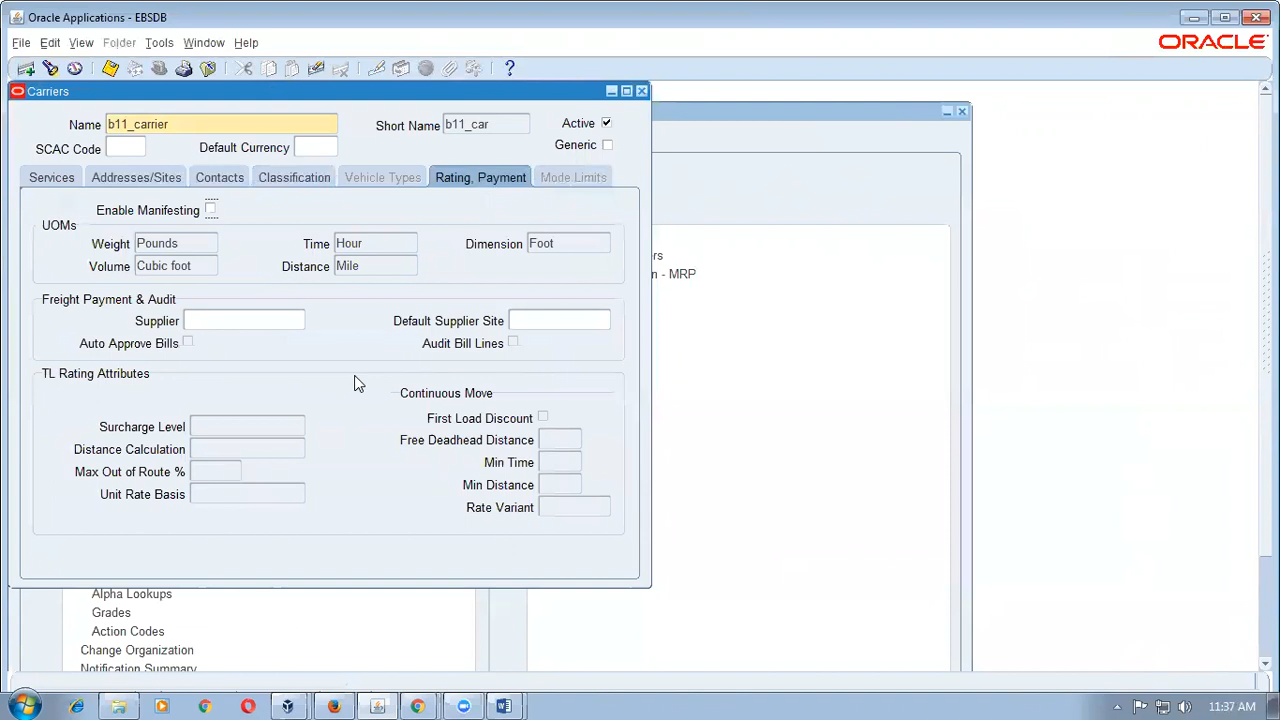 Oracle Applications - EBSDB
File Edit View Folder Tools Window Help
ORACLE
Carriers
Name b11_carrier Short Name b11_car Active
SCAC Code Default Currency Generic
Services Addresses/Sites Contacts Classification Vehicle Types Rating, Payment Mode Limits
Enable Manifesting
UOMs
Weight Pounds Time Hour Dimension Foot
Volume Cubic foot Distance Mile
rs
n - MRP
Freight Payment & Audit
Supplier Default Supplier Site
Auto Approve Bills Audit Bill Lines
TL Rating Attributes
Continuous Move
First Load Discount
Surcharge Level
Free Deadhead Distance
Distance Calculation
Min Time
Max Out of Route %
Min Distance
Unit Rate Basis
Rate Variant
Alpha Lookups
Grades
Action Codes
Change Organization
Notification Summary
11:37 AM